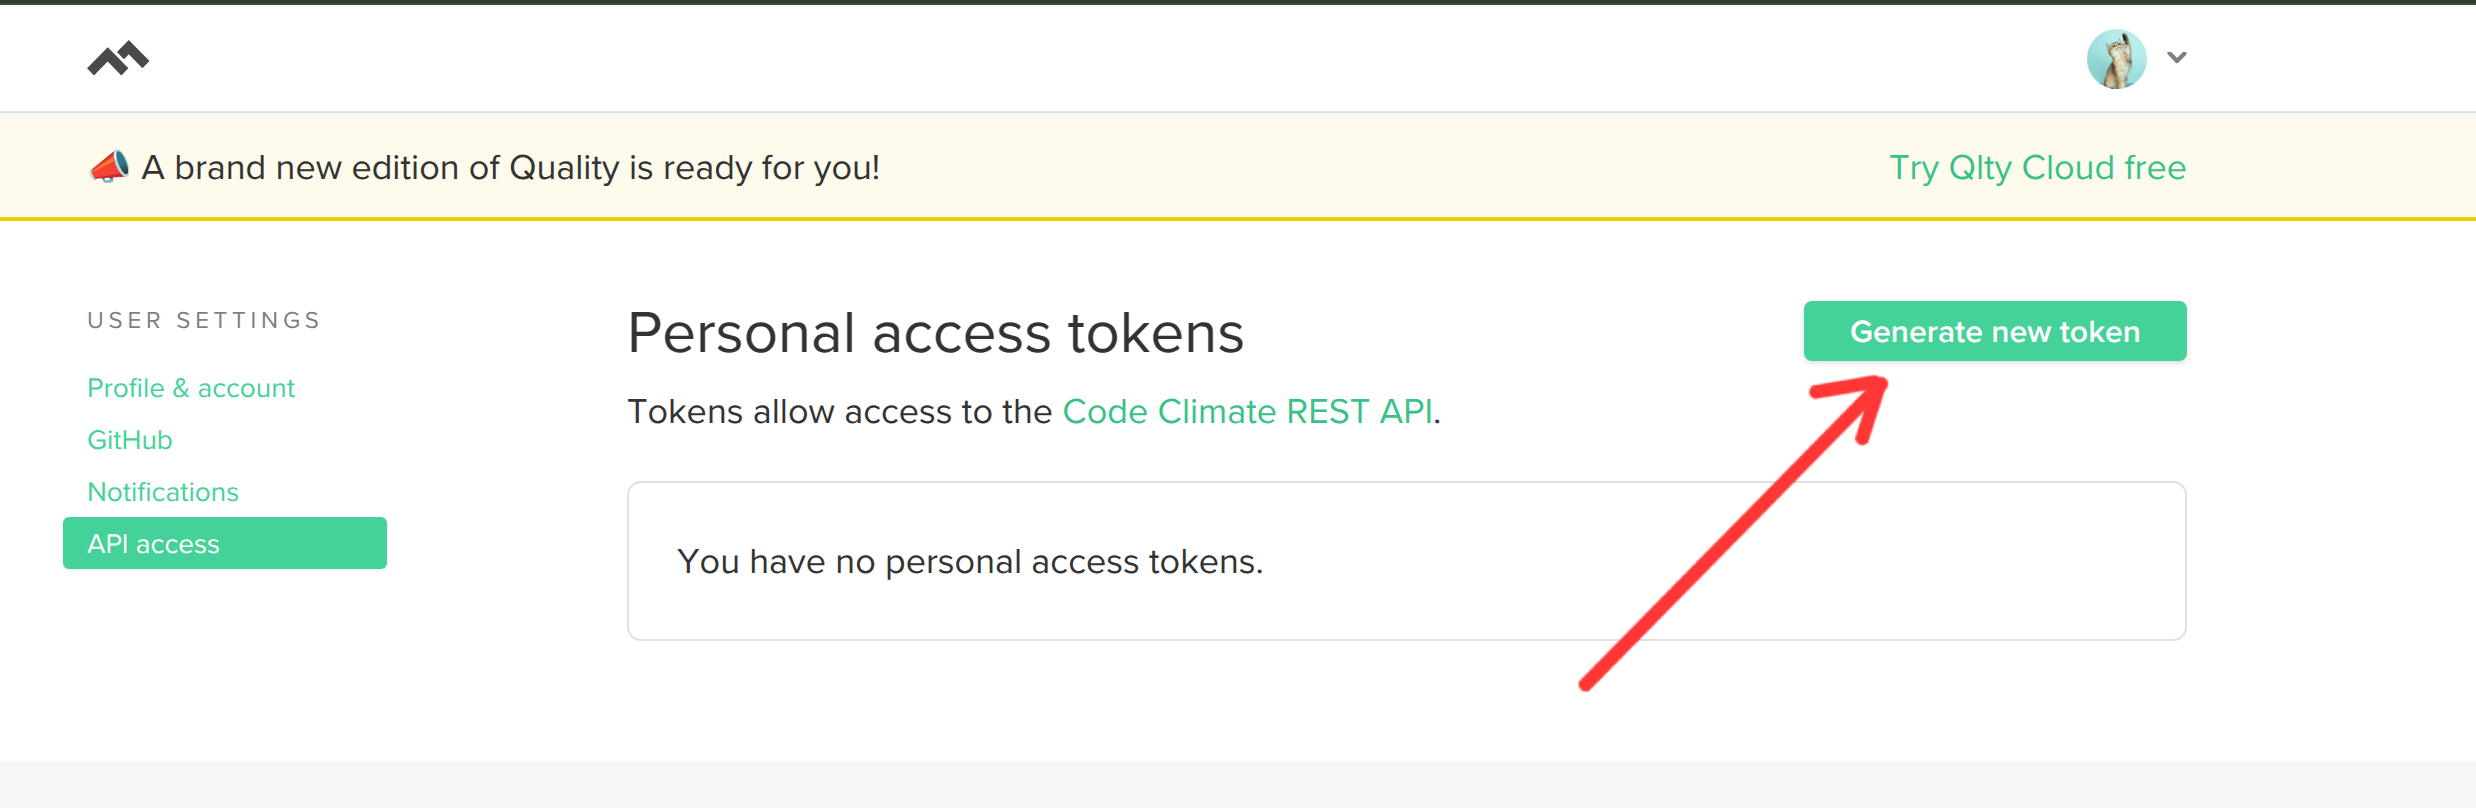 A brand new edition of Quality is ready for you!
Try Qlty Cloud free
USER SETTINGS
Profile & account
GitHub
Notifications
API access
Personal access tokens
Generate new token
Tokens allow access to the Code Climate REST API.
You have no personal access tokens.